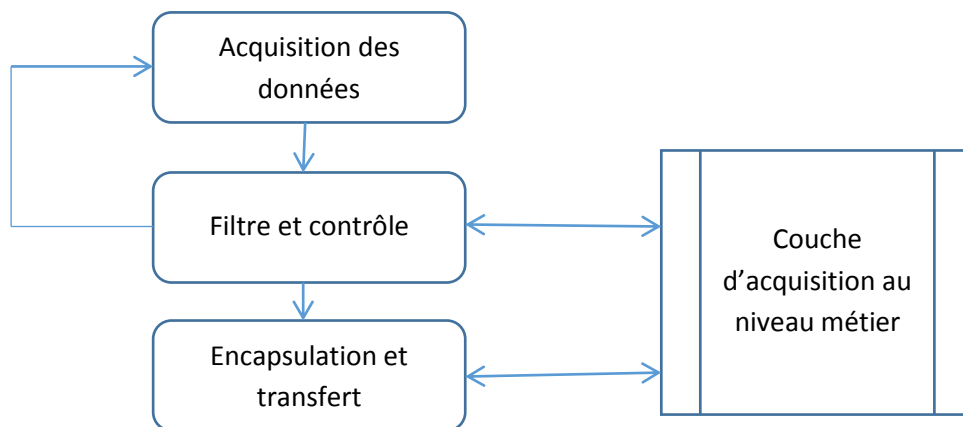 Acquisition des
données
Filtre et contrôle
Encapsulation et
transfert
Couche
d’acquisition au
niveau métier